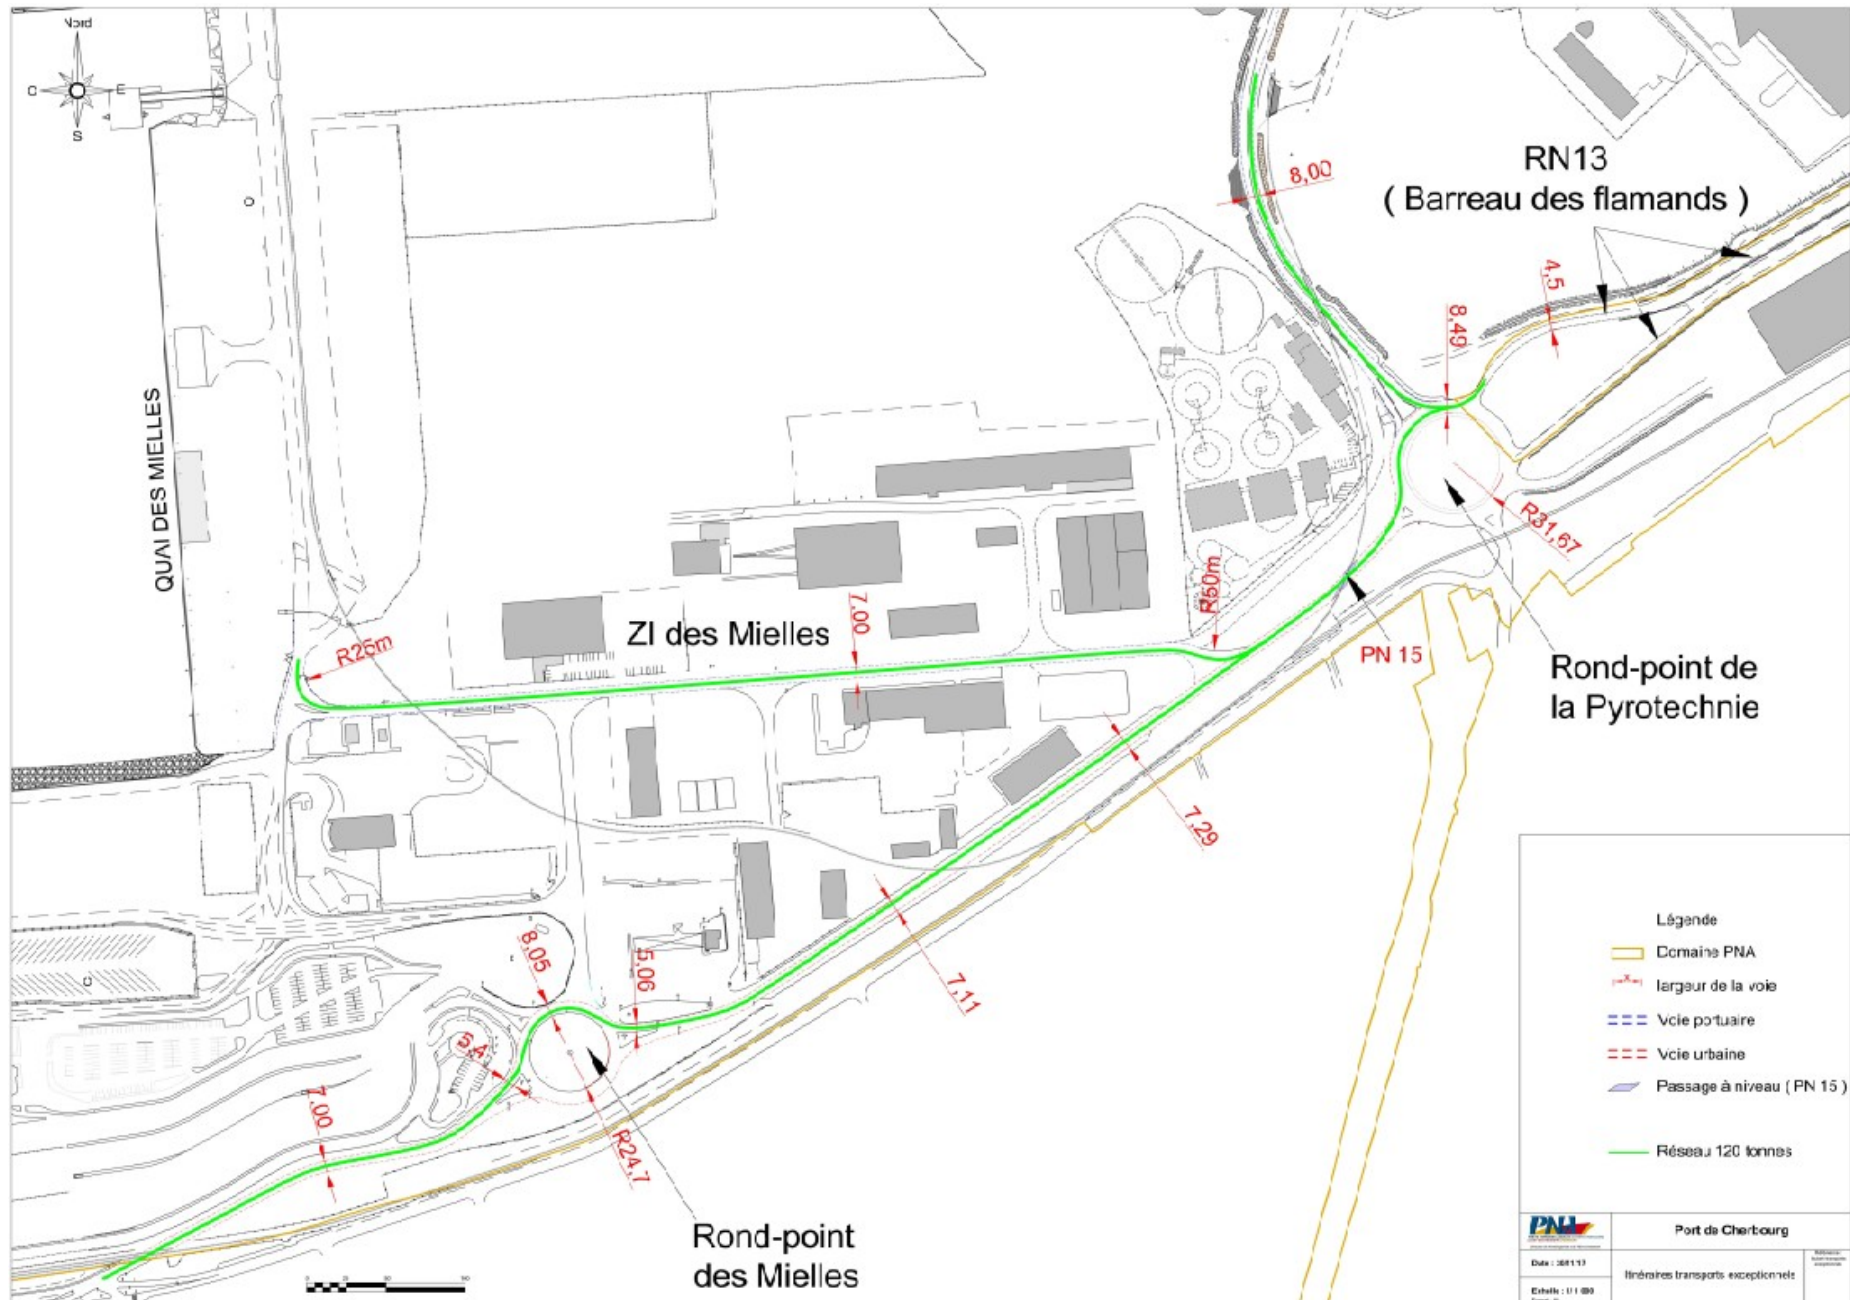 Nord
O
E
S
8,00
RN13
( Barreau des flamands )
4,5
8,49
QUAI DES MIELLES
R31,67
R50m
7,00
ZI des Mielles
R25m
PN 15
Rond-point de
la Pyrotechnie
7,29
7,11
8,05
5,06
5,4
7,00
R24,7
Rond-point
des Mielles
Légende
Domaine PNA
largeur de la voie
Voie portuaire
Voie urbaine
Passage à niveau ( PN 15 )
Réseau 120 tonnes
PNA
Port de Cherbourg
Itinéraires transports exceptionnels